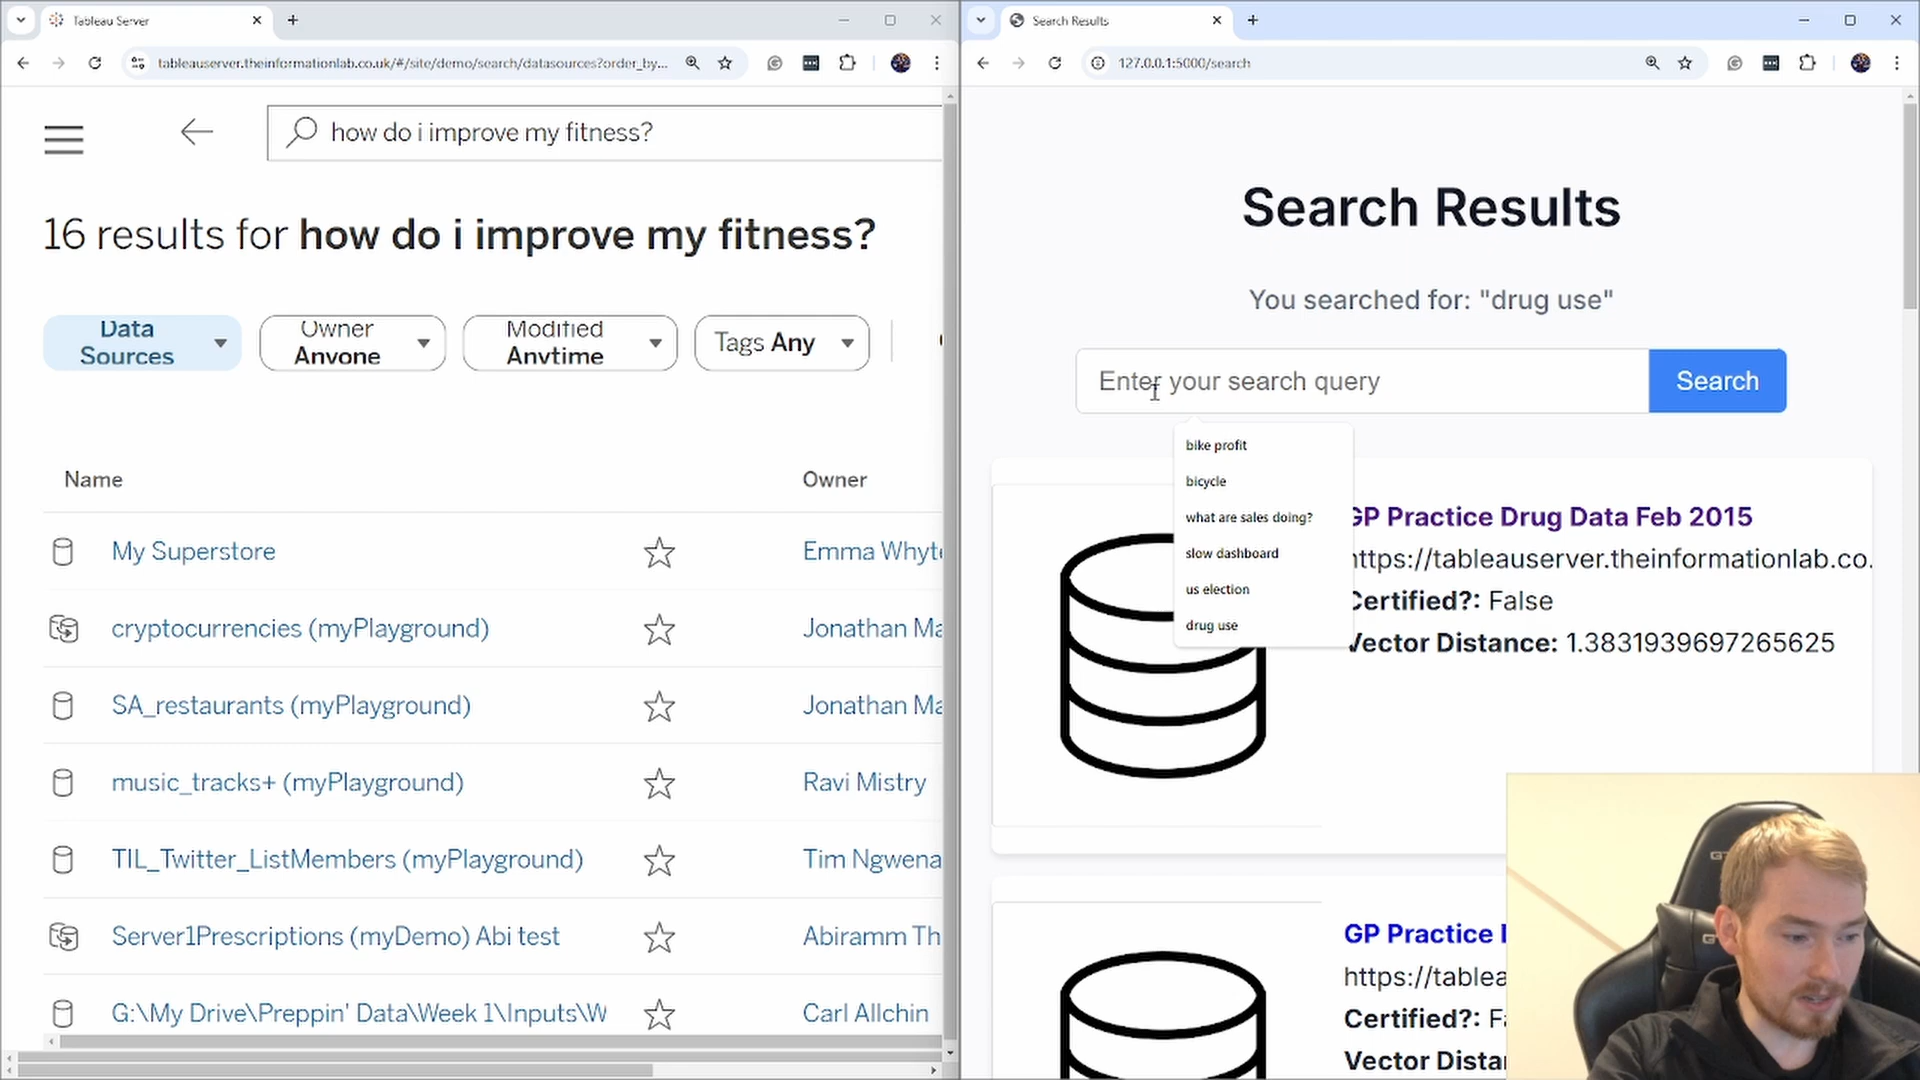 Tableau Server
tableauserver.theinformationlab.co.uk/#/site/demo/search/datasources?order_by...
how do i improve my fitness?
16 results for how do i improve my fitness?
Data Sources
Owner Anyone
Modified Anytime
Tags Any
Name
Owner
My Superstore
Emma Whyte
cryptocurrencies (myPlayground)
Jonathan Ma
SA_restaurants (myPlayground)
Jonathan Ma
music_tracks+ (myPlayground)
Ravi Mistry
TIL_Twitter_ListMembers (myPlayground)
Tim Ngwena
Server1Prescriptions (myDemo) Abi test
Abiramm Th
G:\My Drive\Preppin' Data\Week 1\Inputs\W
Carl Allchin
Search Results
127.0.0.1:5000/search
Search Results
You searched for: "drug use"
Enter your search query
Search
bike profit
bicycle
what are sales doing?
slow dashboard
us election
drug use
GP Practice Drug Data Feb 2015
https://tableauserver.theinformationlab.co.
Certified?: False
Vector Distance: 1.3831939697265625
GP Practice
https://tablea
Certified?: Fa
Vector Distan